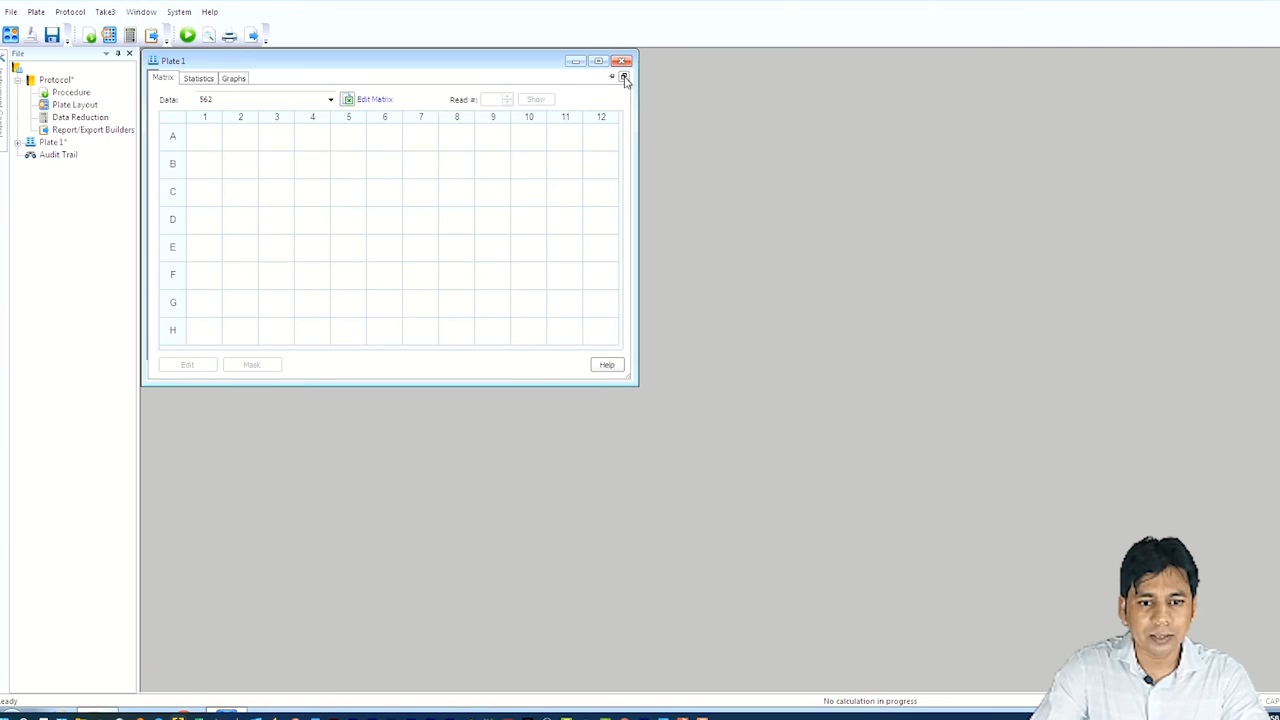 File Plate Protocol Take3 Window System Help
File
Plate 1
Protocol*
Matrix Statistics Graphs
Procedure
Data: 562 Edit Matrix Read #: Show
Plate Layout
Data Reduction
1 2 3 4 5 6 7 8 9 10 11 12
Report/Export Builders
A
Plate 1*
Audit Trail
B
C
D
E
F
G
H
Edit Mask Help
No calculation in progress